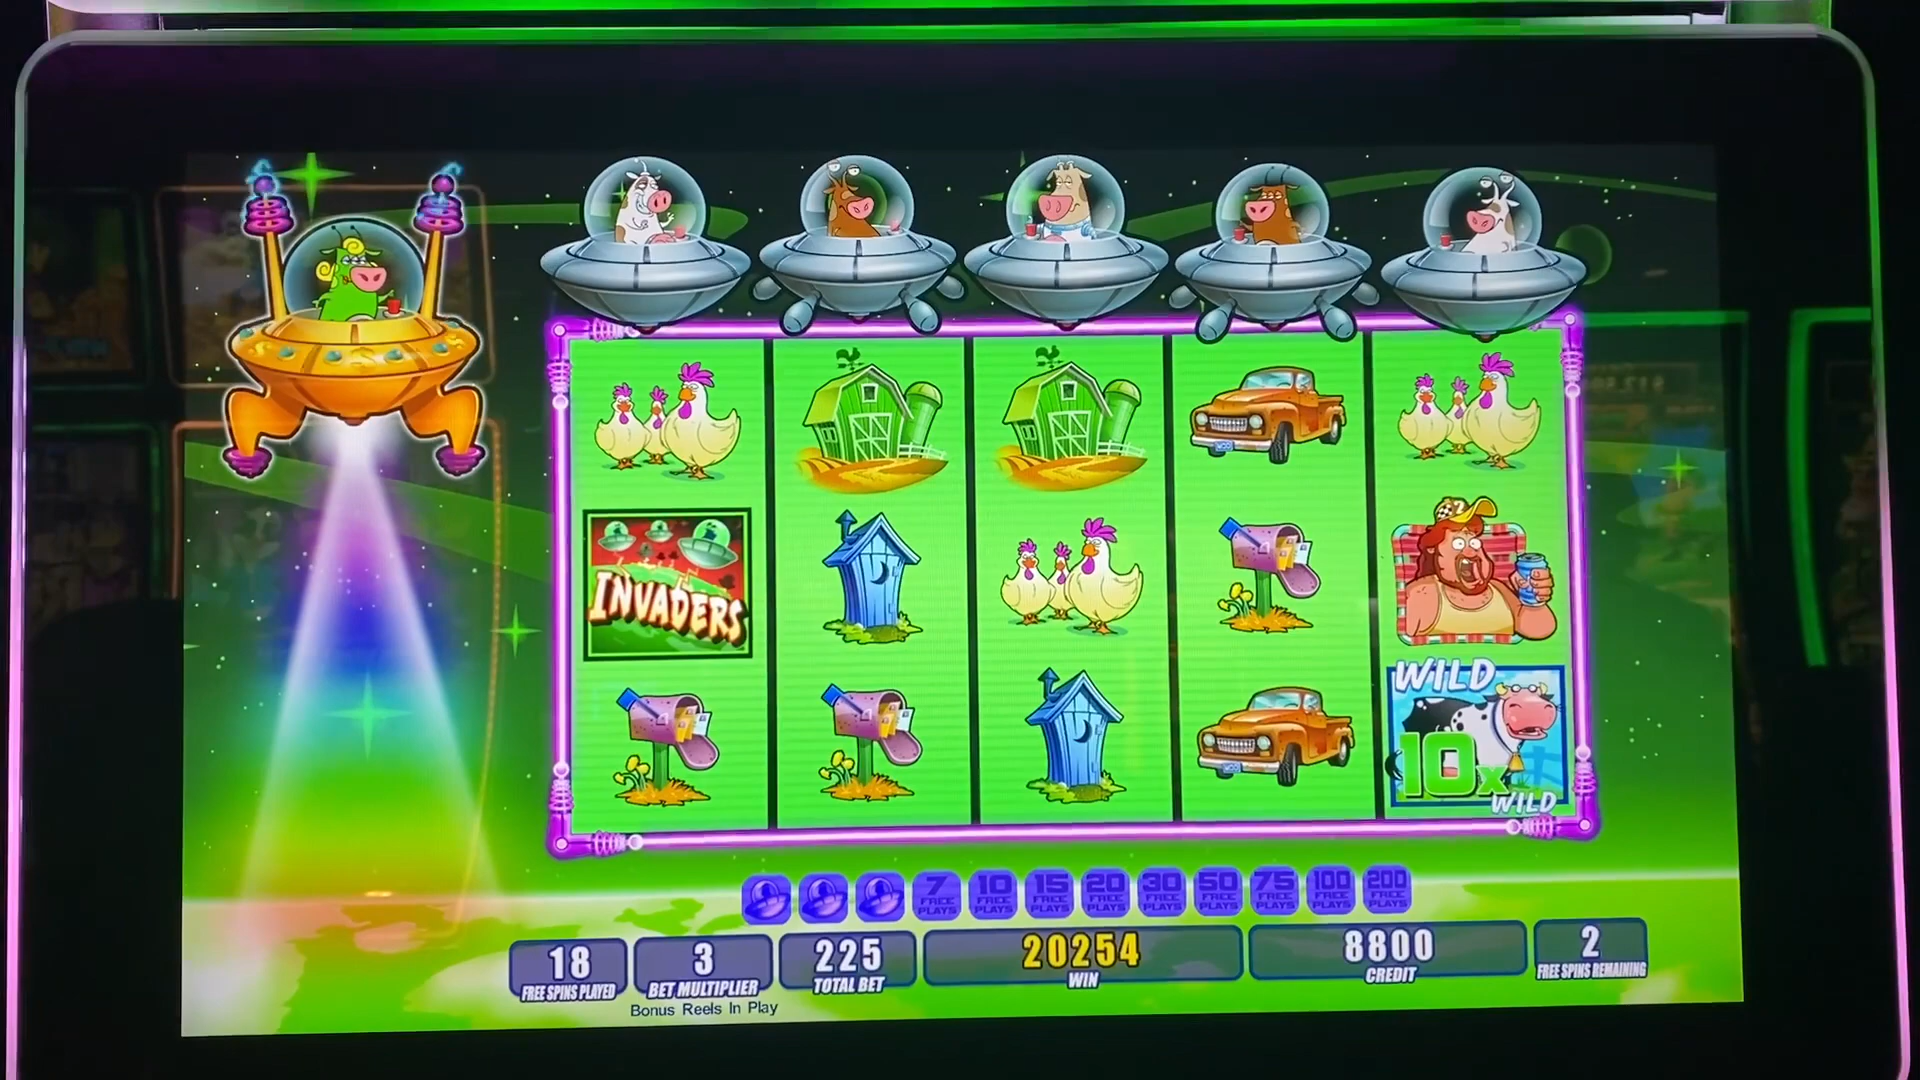 INVADERS
WILD
10x
WILD
7 FREE PLAYS
10 FREE PLAYS
15 FREE PLAYS
20 FREE PLAYS
30 FREE PLAYS
50 FREE PLAYS
75 FREE PLAYS
100 FREE PLAYS
200 FREE PLAYS
18
FREE SPINS PLAYED
3
BET MULTIPLIER
225
TOTAL BET
20254
WIN
8800
CREDIT
2
FREE SPINS REMAINING
Bonus Reels In Play